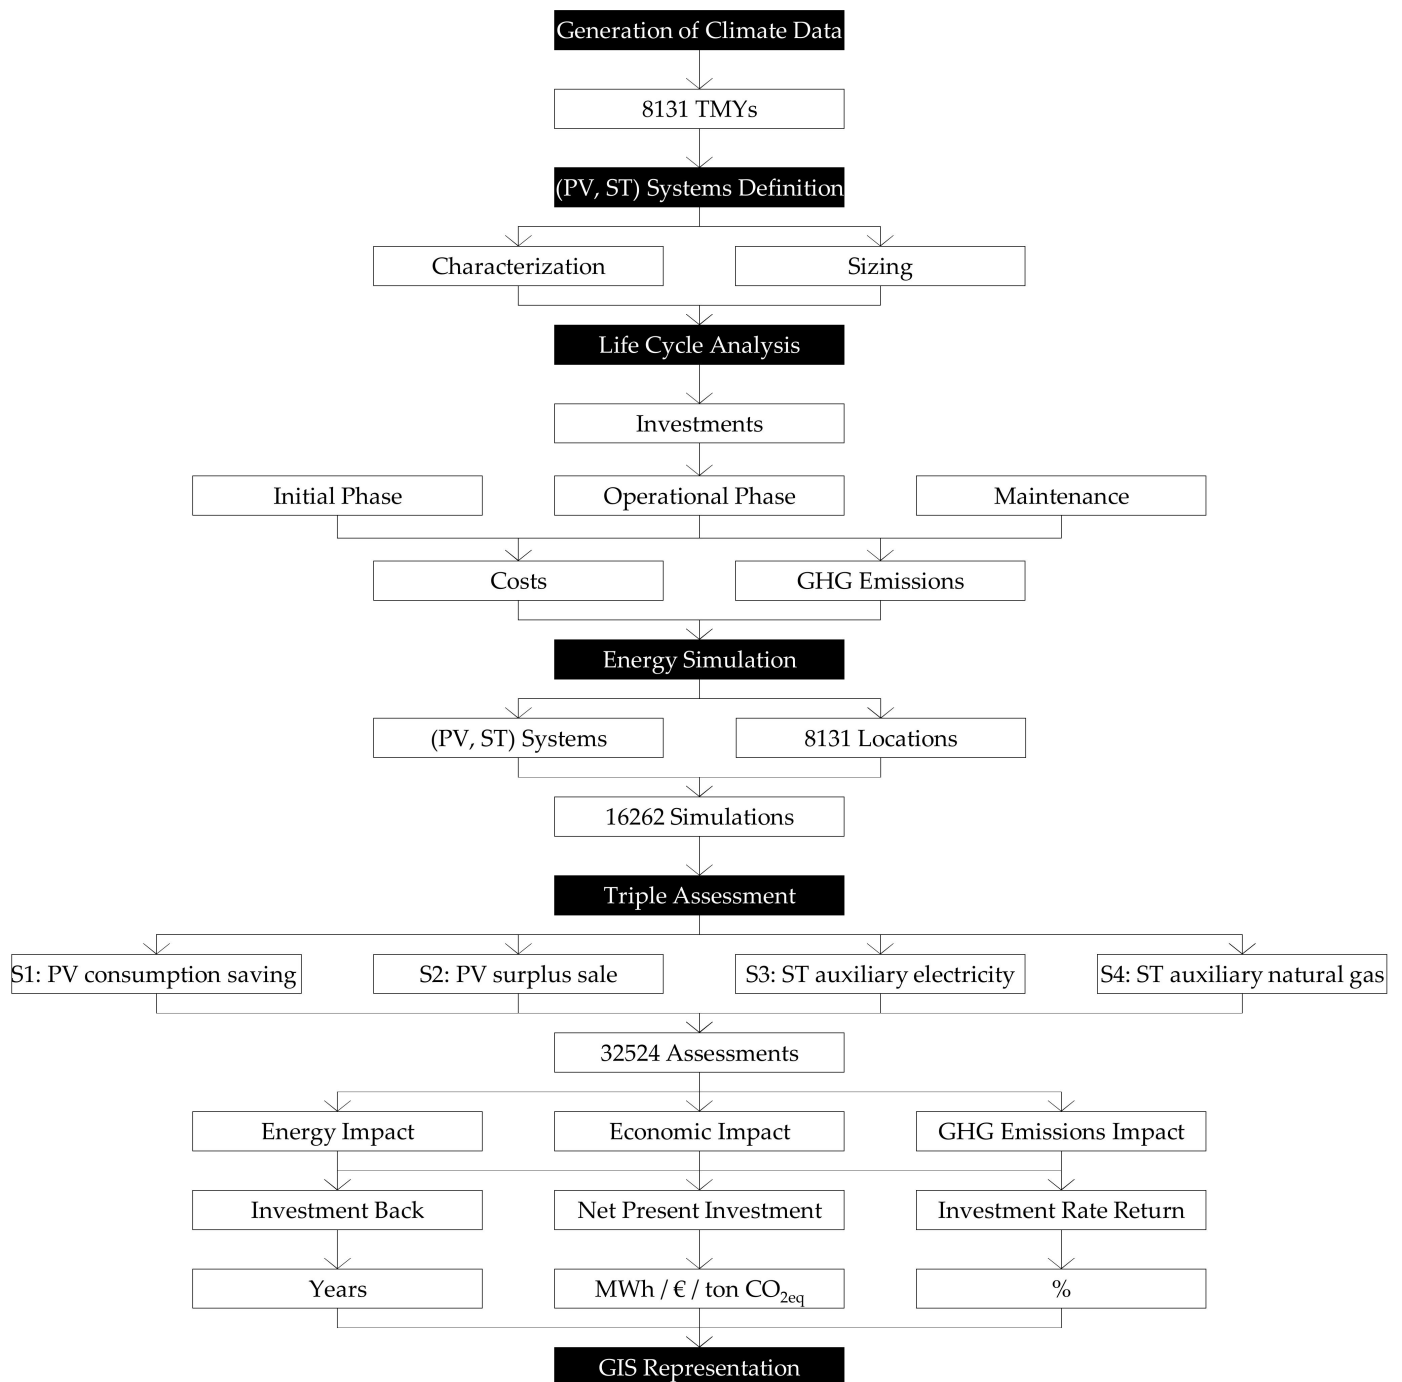 Generation of Climate Data
8131 TMYs
(PV, ST) Systems Definition
Characterization
Sizing
Life Cycle Analysis
Investments
Initial Phase
Operational Phase
Maintenance
Costs
GHG Emissions
Energy Simulation
(PV, ST) Systems
8131 Locations
16262 Simulations
Triple Assessment
S1: PV consumption saving
S2: PV surplus sale
S3: ST auxiliary electricity
S4: ST auxiliary natural gas
32524 Assessments
Energy Impact
Economic Impact
GHG Emissions Impact
Investment Back
Net Present Investment
Investment Rate Return
Years
MWh / € / ton CO2eq
%
GIS Representation